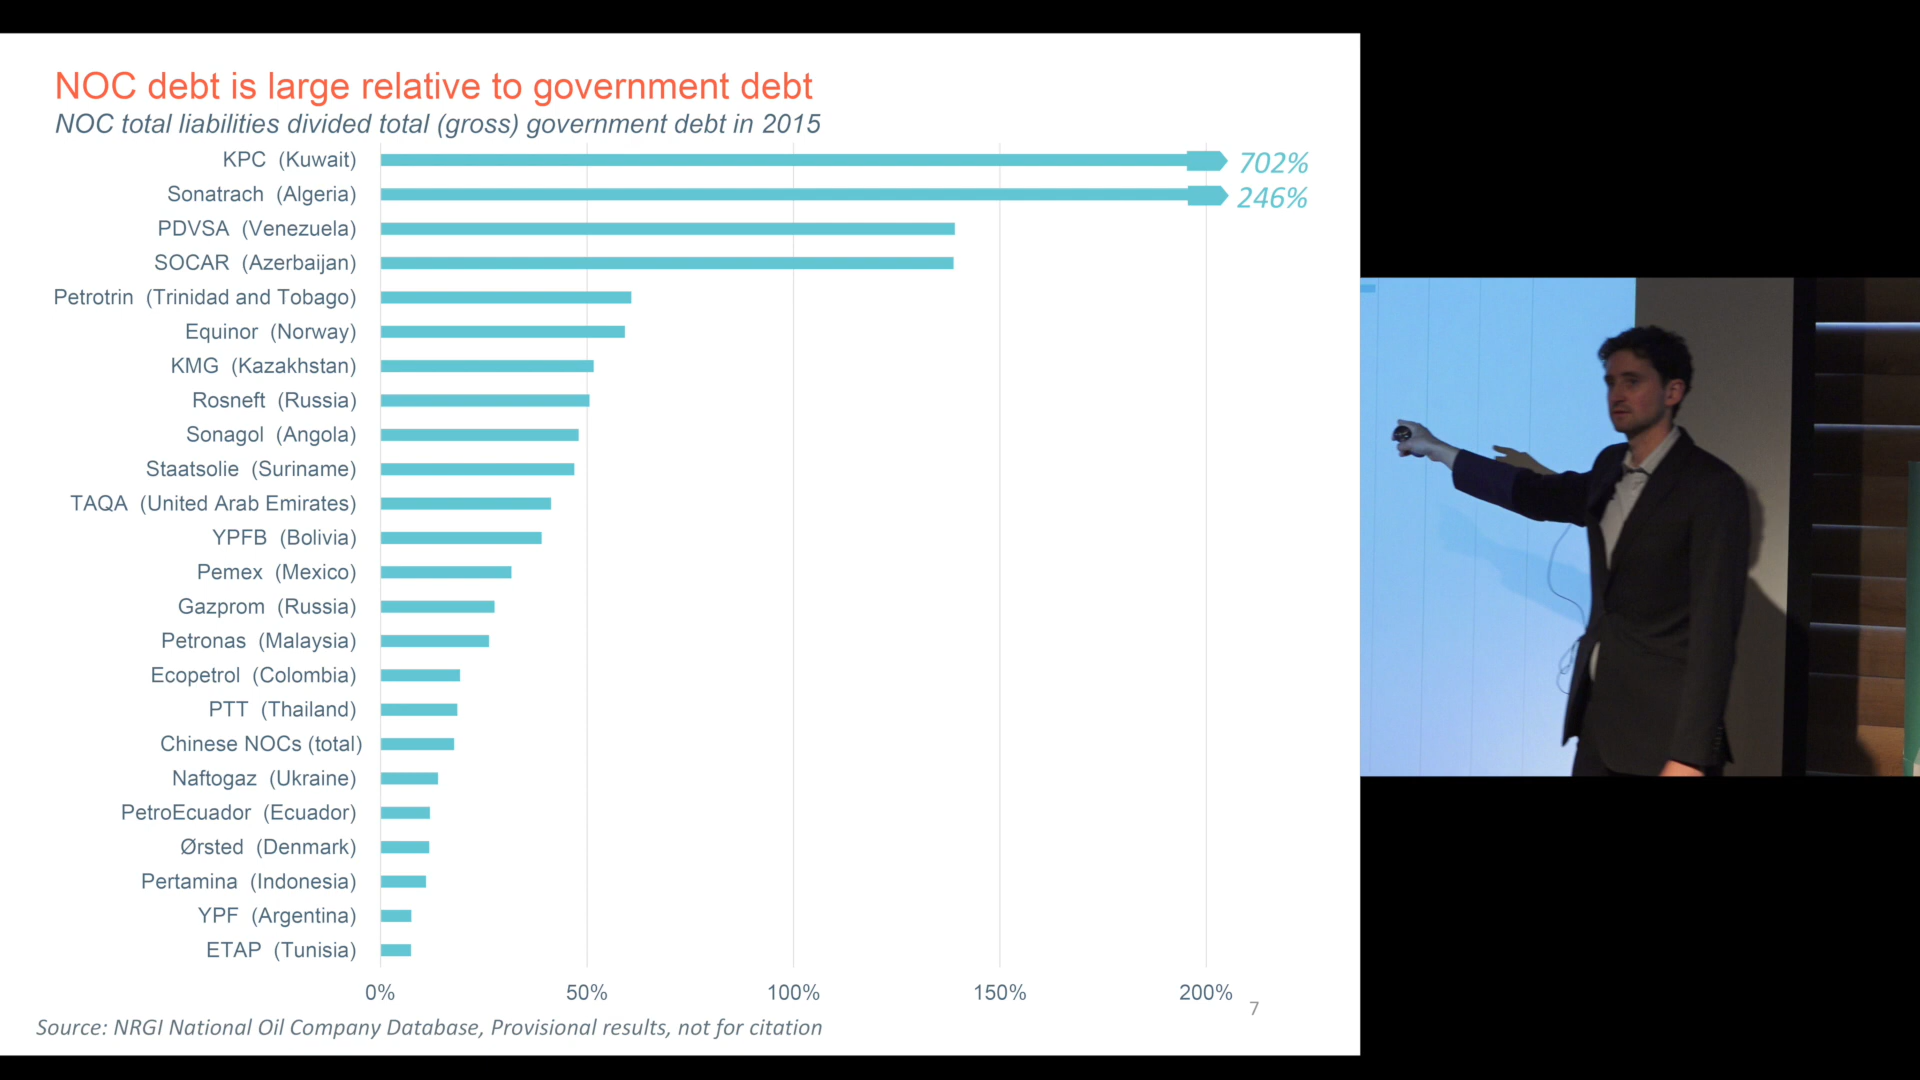 NOC debt is large relative to government debt
NOC total liabilities divided total (gross) government debt in 2015
KPC (Kuwait)
702%
Sonatrach (Algeria)
246%
PDVSA (Venezuela)
SOCAR (Azerbaijan)
Petrotrin (Trinidad and Tobago)
Equinor (Norway)
KMG (Kazakhstan)
Rosneft (Russia)
Sonagol (Angola)
Staatsolie (Suriname)
TAQA (United Arab Emirates)
YPFB (Bolivia)
Pemex (Mexico)
Gazprom (Russia)
Petronas (Malaysia)
Ecopetrol (Colombia)
PTT (Thailand)
Chinese NOCs (total)
Naftogaz (Ukraine)
PetroEcuador (Ecuador)
Ørsted (Denmark)
Pertamina (Indonesia)
YPF (Argentina)
ETAP (Tunisia)
0% 50% 100% 150% 200%
7
Source: NRGI National Oil Company Database, Provisional results, not for citation